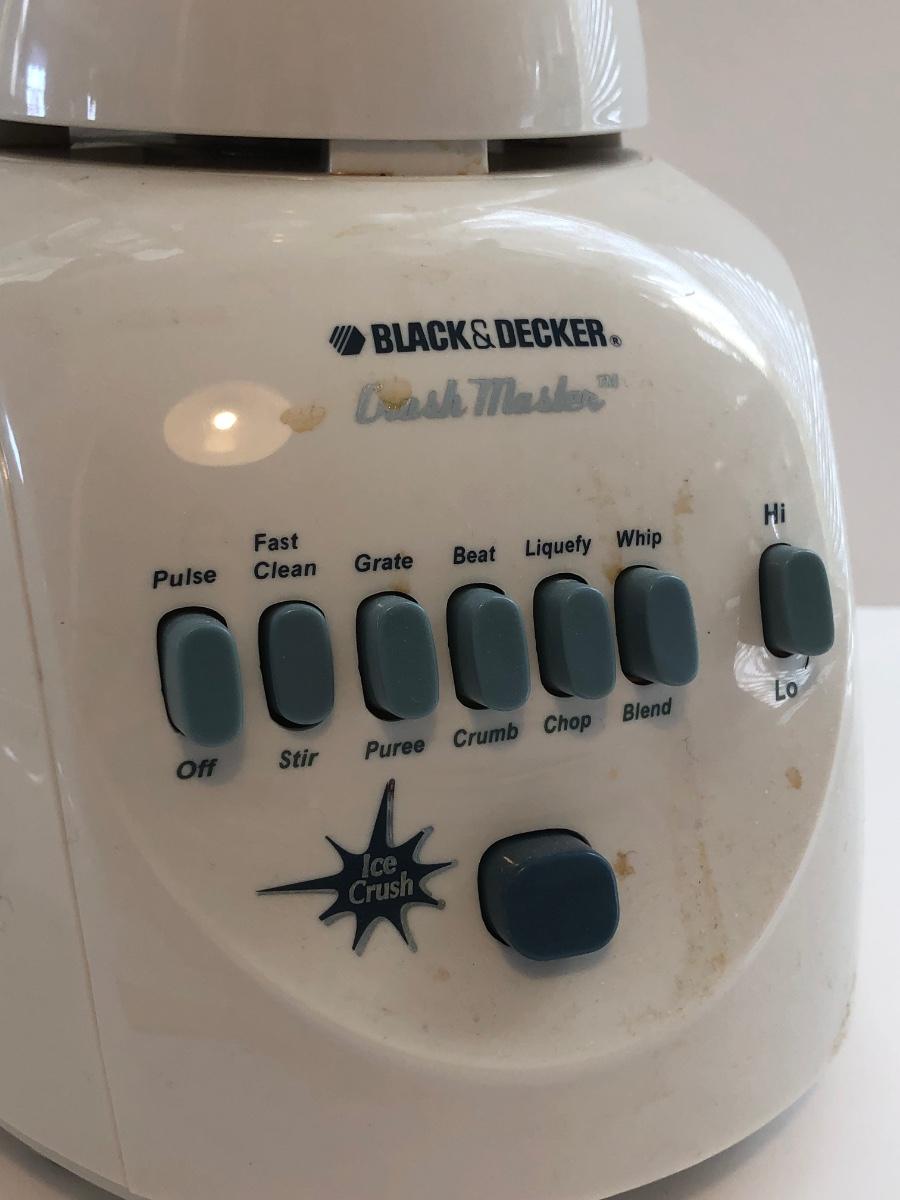 BLACK&DECKER®
Crush Master™
Pulse
Fast
Clean
Grate
Beat
Liquefy
Whip
Hi
Off
Stir
Puree
Crumb
Chop
Blend
Lo
Ice
Crush